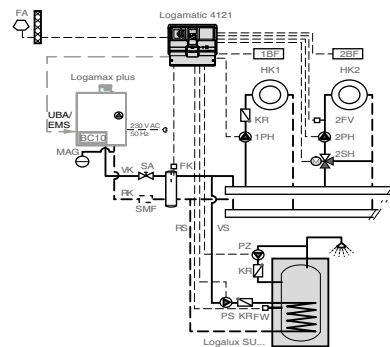 Logamatic 4121
FA
1BF
2BF
HK1
HK2
Logamax plus
UBA/
EMS
BC10
230 V AC
50 Hz
MAG
KR
1PH
2FV
2PH
2SH
M
VK
SA
FK
RK
SMF
RS
VS
PZ
KR
PS
KR
FW
Logalux SU...